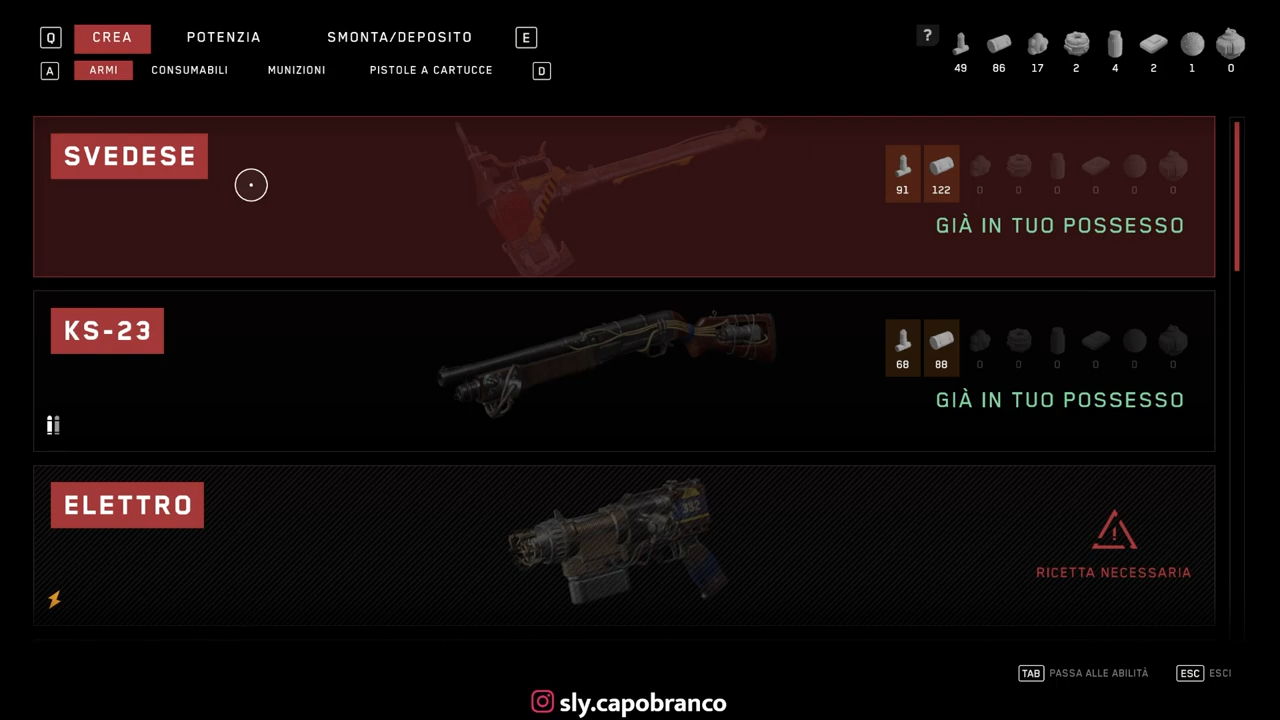 Q CREA POTENZIA SMONTA/DEPOSITO E
A ARMI CONSUMABILI MUNIZIONI PISTOLE A CARTUCCE D
?
49 86 17 2 4 2 1 0
SVEDESE
91 122 0 0 0 0 0 0
GIÀ IN TUO POSSESSO
KS-23
68 88 0 0 0 0 0 0
GIÀ IN TUO POSSESSO
ELETTRO
332
RICETTA NECESSARIA
TAB PASSA ALLE ABILITÀ ESC ESCI
sly.capobranco